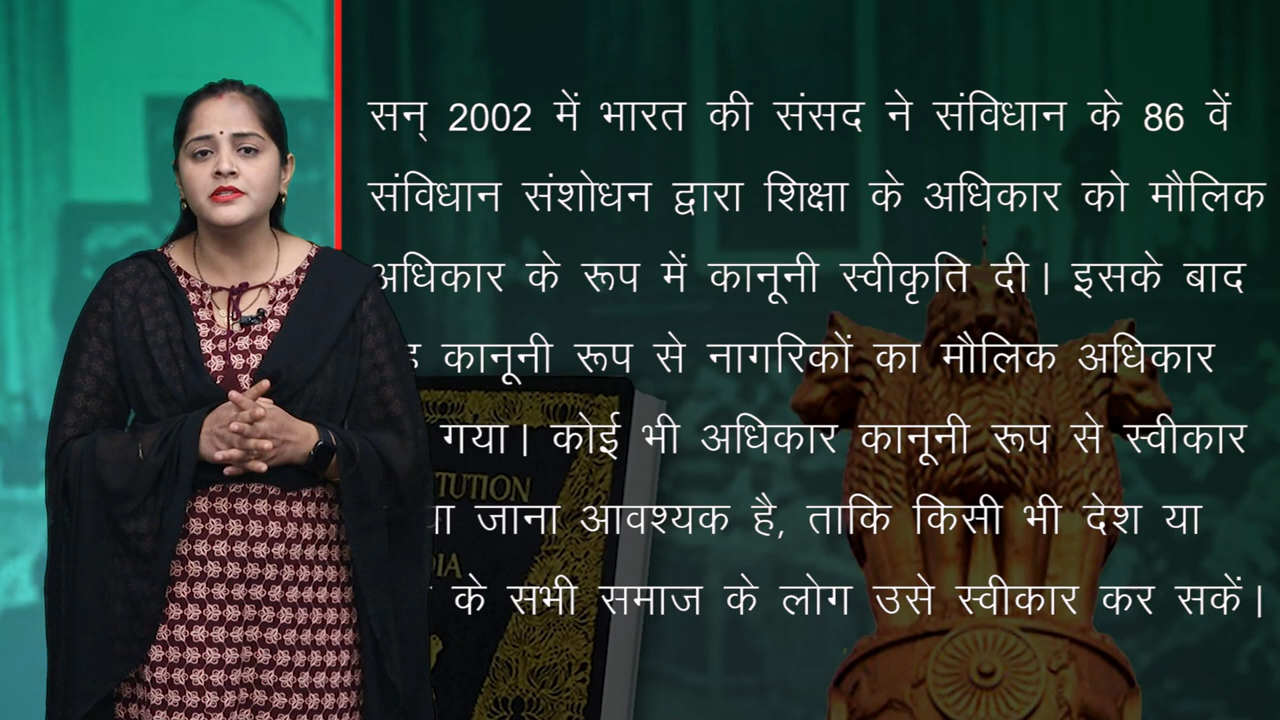 सन् 2002 में भारत की संसद ने संविधान के 86 वें
संविधान संशोधन द्वारा शिक्षा के अधिकार को मौलिक
अधिकार के रूप में कानूनी स्वीकृति दी। इसके बाद
कानूनी रूप से नागरिकों का मौलिक अधिकार
गया। कोई भी अधिकार कानूनी रूप से स्वीकार
जाना आवश्यक है, ताकि किसी भी देश या
के सभी समाज के लोग उसे स्वीकार कर सकें।